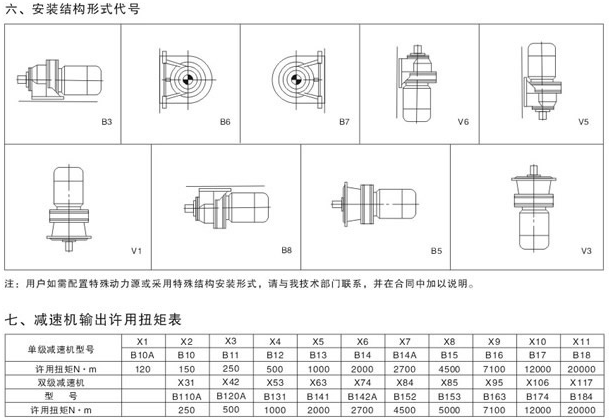 六、安装结构形式代号
B3 B6 B7 V6 V5
V1 B8 B5 V3
注：用户如需配置特殊动力源或采用特殊结构安装形式，请与我技术部门联系，并在合同中加以说明。
七、减速机输出许用扭矩表
单级减速机型号 X1 X2 X3 X4 X5 X6 X7 X8 X9 X10 X11
B10A B10 B11 B12 B13 B14 B14A B15 B16 B17 B18
许用扭矩N·m 120 150 250 500 1000 2000 2700 4500 7100 12000 20000
双级减速机 X31 X42 X53 X63 X74 X84 X85 X95 X106 X117
型 号 B110A B120A B131 B141 B142A B152 B153 B163 B174 B184
许用扭矩N·m 250 500 1000 2000 2700 4500 5000 7100 12000 20000